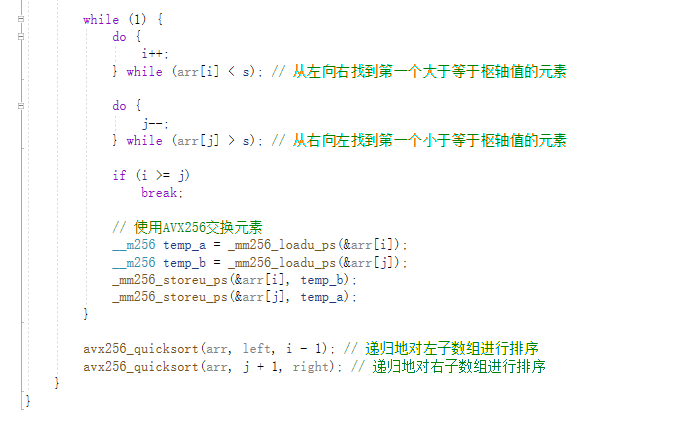 while (1) {
do {
i++;
} while (arr[i] < s); // 从左向右找到第一个大于等于枢轴值的元素
do {
j--;
} while (arr[j] > s); // 从右向左找到第一个小于等于枢轴值的元素
if (i >= j)
break;
// 使用AVX256交换元素
__m256 temp_a = _mm256_loadu_ps(&arr[i]);
__m256 temp_b = _mm256_loadu_ps(&arr[j]);
_mm256_storeu_ps(&arr[i], temp_b);
_mm256_storeu_ps(&arr[j], temp_a);
}
avx256_quicksort(arr, left, i - 1); // 递归地对左子数组进行排序
avx256_quicksort(arr, j + 1, right); // 递归地对右子数组进行排序
}
}